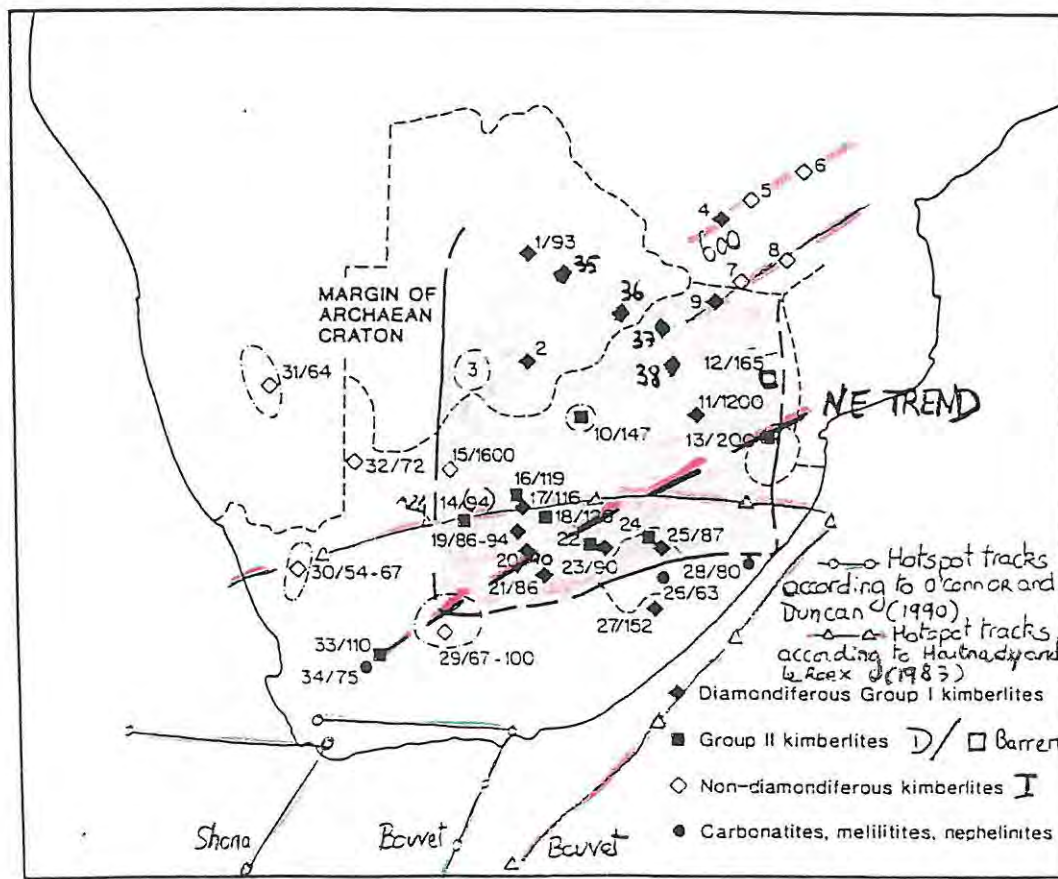 6
5
4
600
8
7
1/93
35
36
9
37
MARGIN OF
ARCHAEAN
CRATON
2
3
38
12/165
31/64
11/1200
NE TREND
10/147
13/200
32/72
15/1600
16/119
17/116
14(94)
18/120
19/86-94
24
25/87
22
23/90
21/86
28/80
26/63
30/54-67
27/152
33/110
29/67-100
34/75
Hotspot tracks
according to O'Connor and
Duncan (1990)
Hotspot tracks
according to Hartnady and
le Roex (1983)
Diamondiferous Group I kimberlites
Group II kimberlites D/ Barren
Non-diamondiferous kimberlites I
Carbonatites, melilitites, nephelinites
Shona
Bouvet
Bouvet